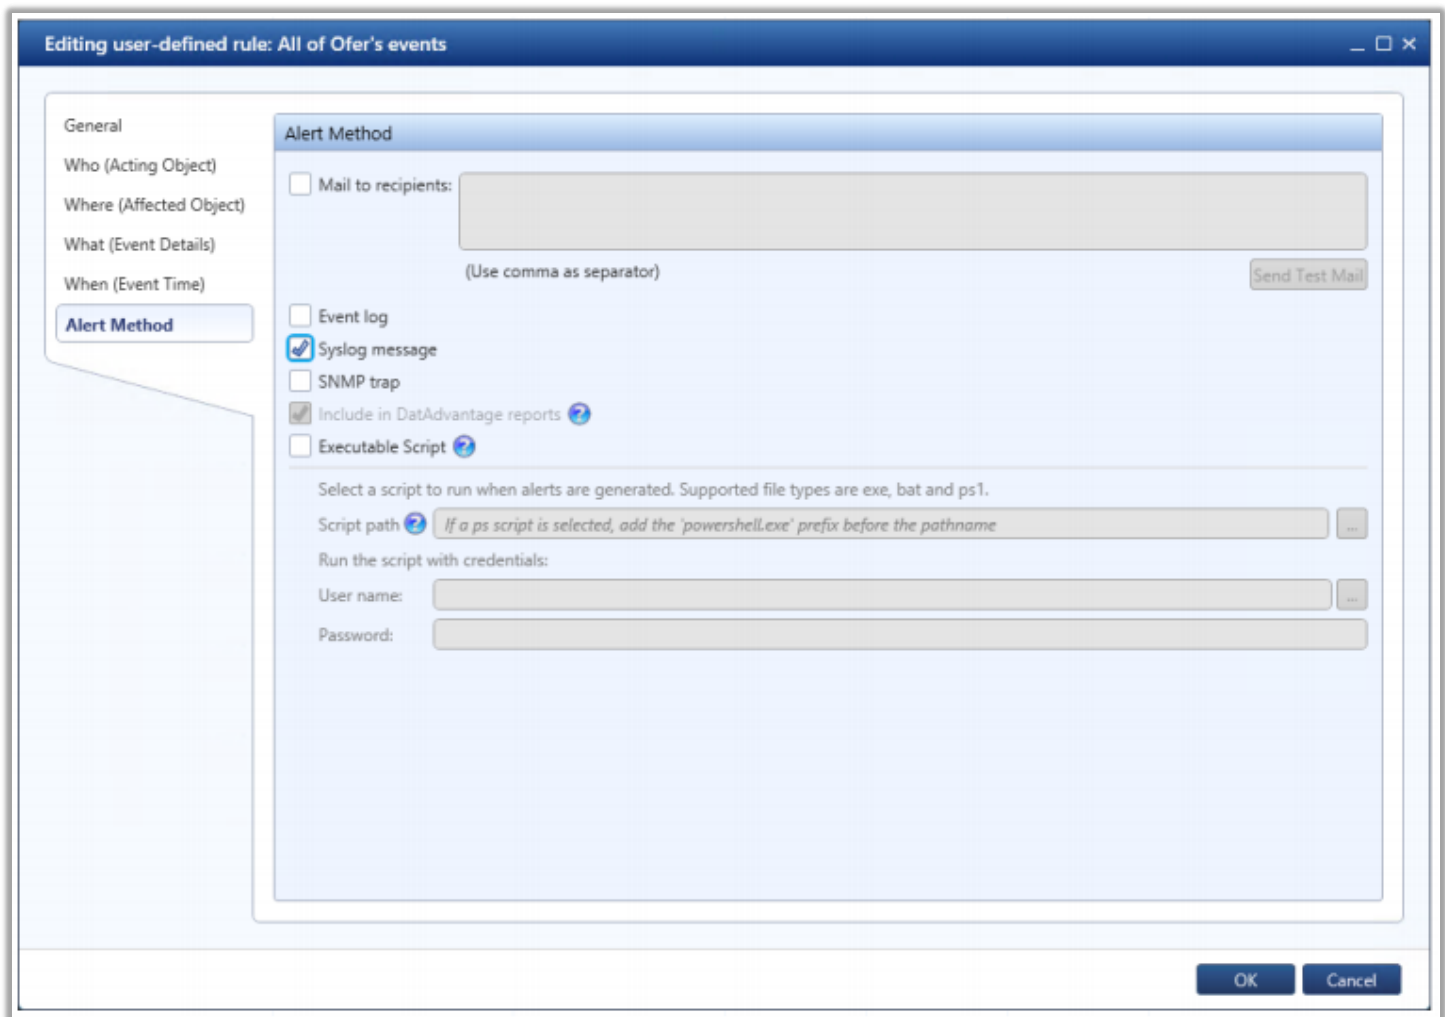 Editing user-defined rule: All of Ofer's events
General
Who (Acting Object)
Where (Affected Object)
What (Event Details)
When (Event Time)
Alert Method
Alert Method
Mail to recipients:
(Use comma as separator)
Send Test Mail
Event log
Syslog message
SNMP trap
Include in DatAdvantage reports ?
Executable Script ?
Select a script to run when alerts are generated. Supported file types are exe, bat and ps1.
Script path ? If a ps script is selected, add the 'powershell.exe' prefix before the pathname ...
Run the script with credentials:
User name: ...
Password:
OK Cancel